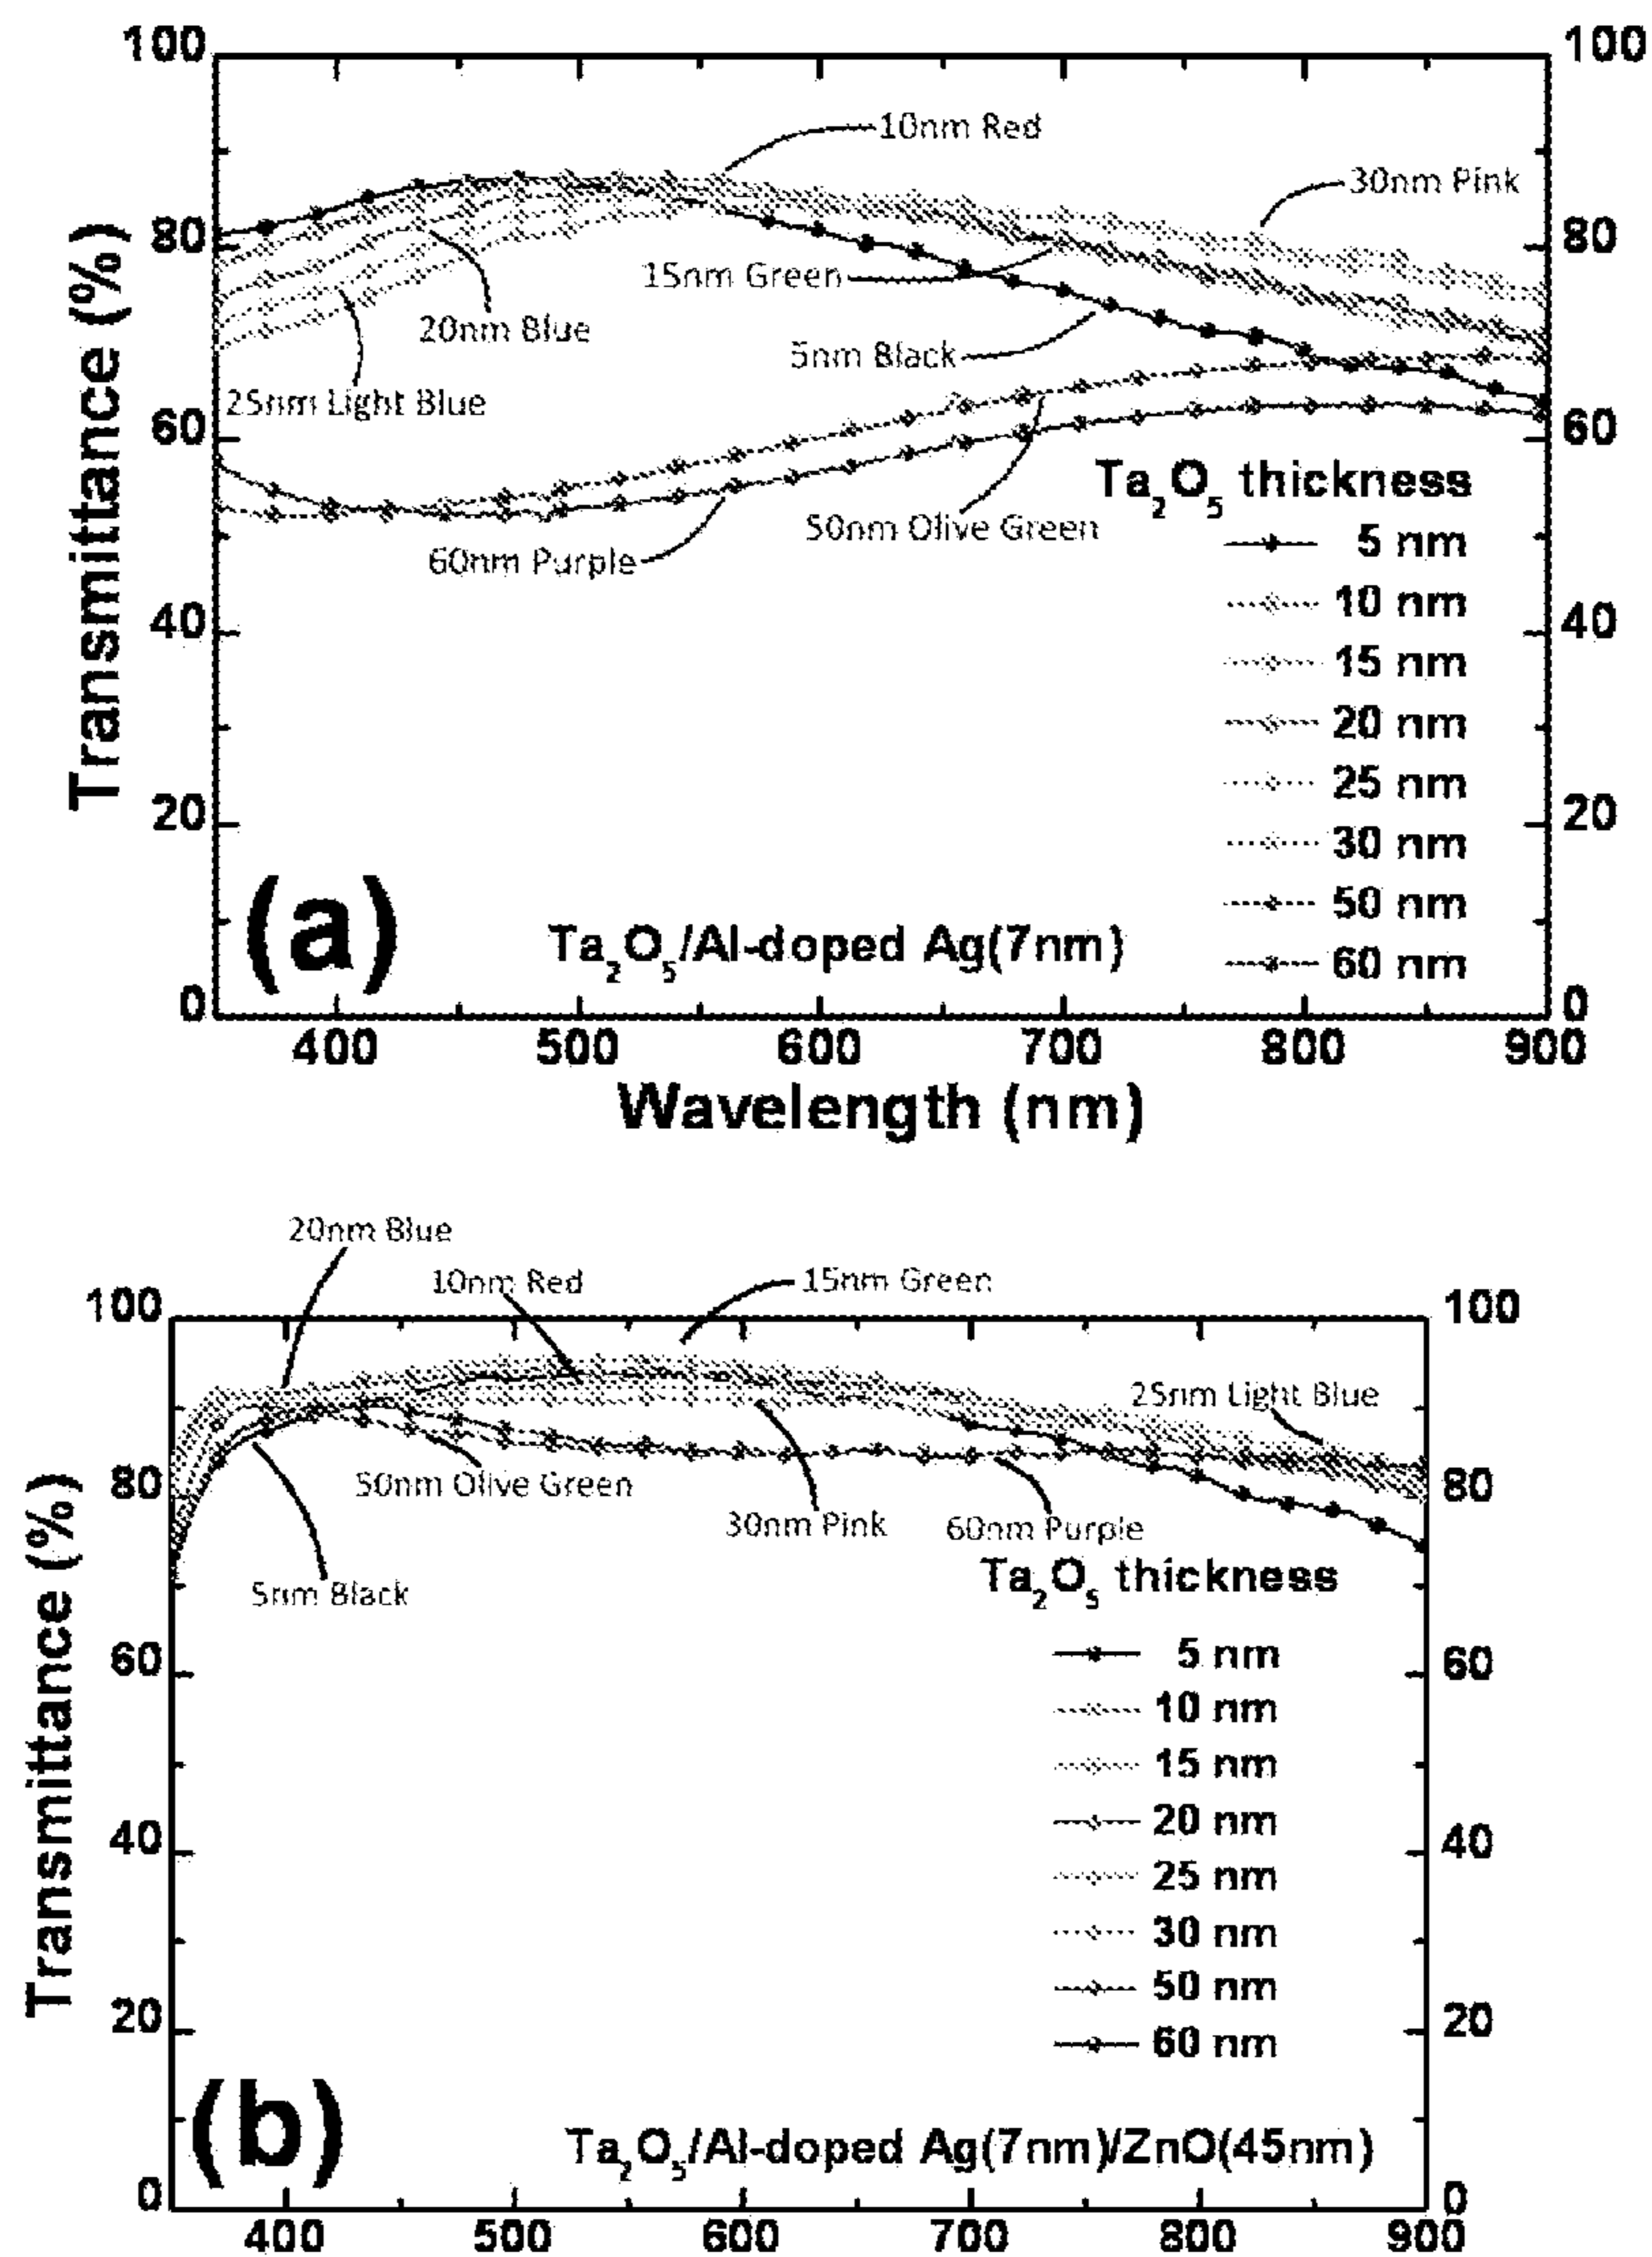 100
100
10nm Red
30nm Pink
80
80
15nm Green
20nm Blue
5nm Black
25nm Light Blue
60
60
Ta2O5 thickness
50nm Olive Green
60nm Purple
5 nm
10 nm
15 nm
20 nm
25 nm
30 nm
50 nm
60 nm
40
40
20
20
Transmittance (%)
(a)
Ta2O5/Al-doped Ag(7nm)
0
0
400 500 600 700 800 900
Wavelength (nm)
20nm Blue
10nm Red
15nm Green
100
100
25nm Light Blue
80
80
50nm Olive Green
30nm Pink
60nm Purple
5nm Black
Ta2O5 thickness
5 nm
10 nm
15 nm
20 nm
25 nm
30 nm
50 nm
60 nm
60
60
40
40
20
20
Transmittance (%)
(b)
Ta2O5/Al-doped Ag(7nm)/ZnO(45nm)
0
0
400 500 600 700 800 900